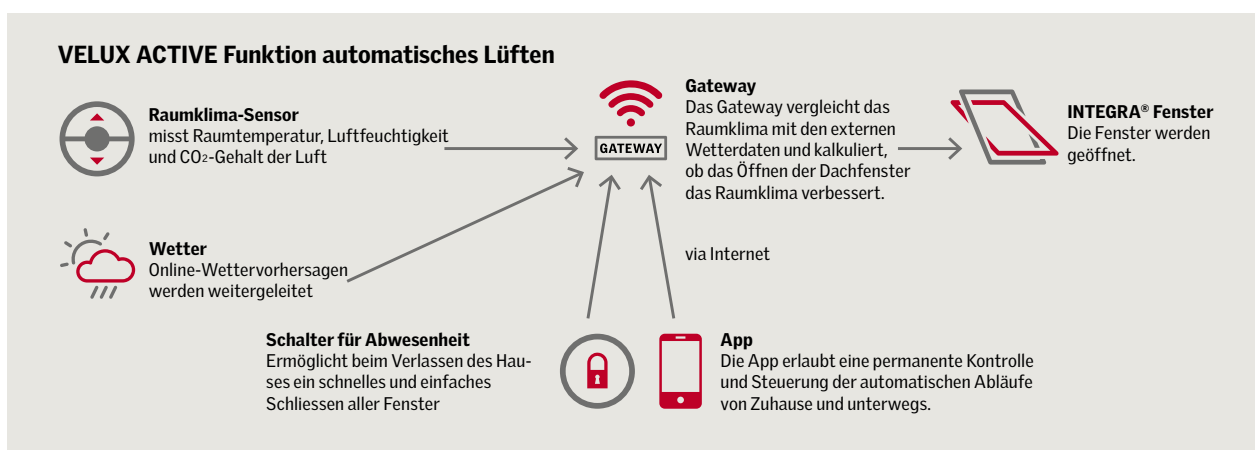 VELUX ACTIVE Funktion automatisches Lüften
Raumklima-Sensor
misst Raumtemperatur, Luftfeuchtigkeit
und CO2-Gehalt der Luft
GATEWAY
Gateway
Das Gateway vergleicht das
Raumklima mit den externen
Wetterdaten und kalkuliert,
ob das Öffnen der Dachfenster
das Raumklima verbessert.
INTEGRA® Fenster
Die Fenster werden
geöffnet.
Wetter
Online-Wettervorhersagen
werden weitergeleitet
via Internet
Schalter für Abwesenheit
Ermöglicht beim Verlassen des Hau-
ses ein schnelles und einfaches
Schliessen aller Fenster
App
Die App erlaubt eine permanente Kontrolle
und Steuerung der automatischen Abläufe
von Zuhause und unterwegs.